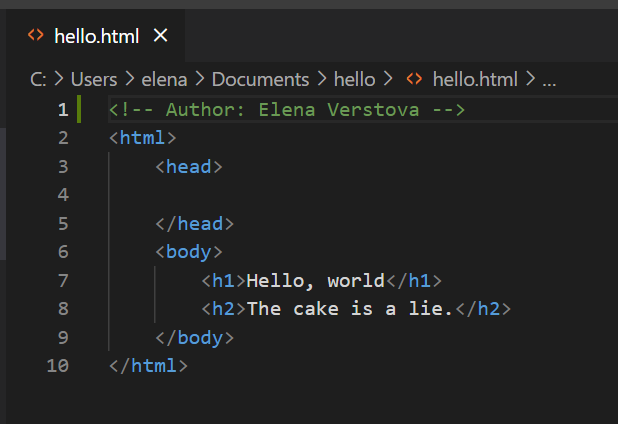 <> hello.html ×
C: > Users > elena > Documents > hello > <> hello.html > ...
1 <!-- Author: Elena Verstova -->
2 <html>
3     <head>
4
5     </head>
6     <body>
7         <h1>Hello, world</h1>
8         <h2>The cake is a lie.</h2>
9     </body>
10 </html>